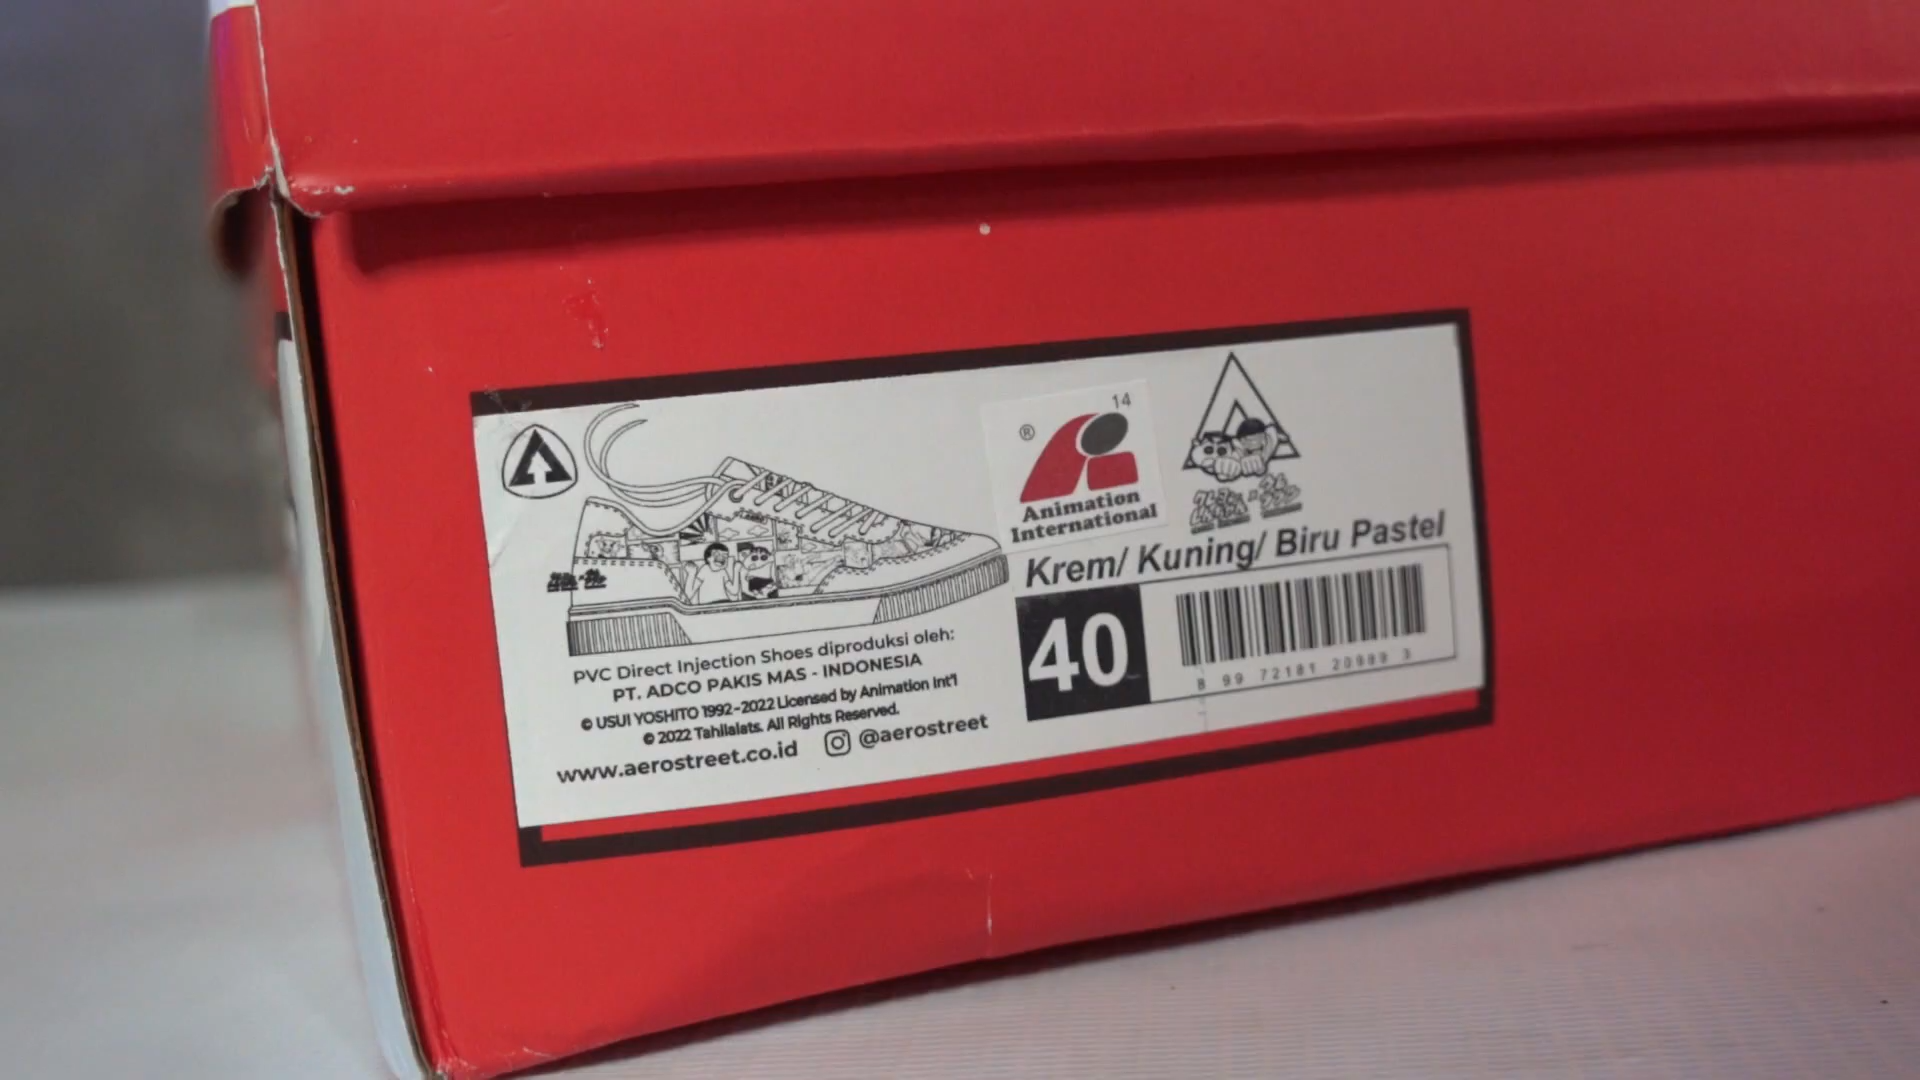 PVC Direct Injection Shoes diproduksi oleh:
PT. ADCO PAKIS MAS - INDONESIA
© USUI YOSHITO 1992-2022 Licensed by Animation Int'l
© 2022 Tahilalats. All Rights Reserved.
www.aerostreet.co.id @aerostreet
® 14
Animation
International
Krem/ Kuning/ Biru Pastel
40
8 99 72181 20989 3